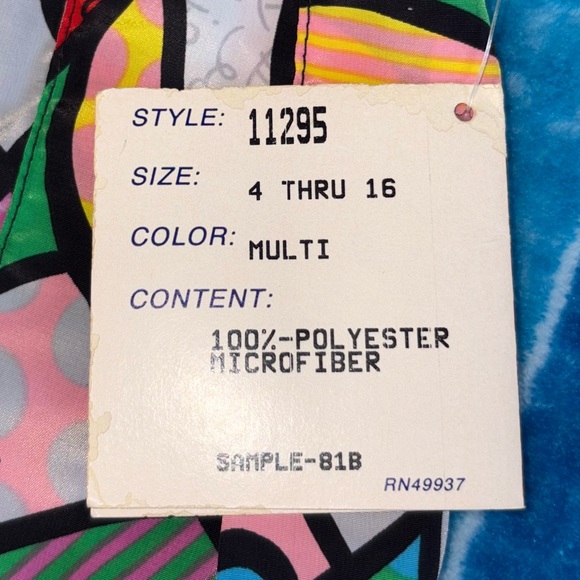 STYLE: 11295
SIZE: 4 THRU 16
COLOR: MULTI
CONTENT:
100%-POLYESTER
MICROFIBER
SAMPLE-81B
RN49937